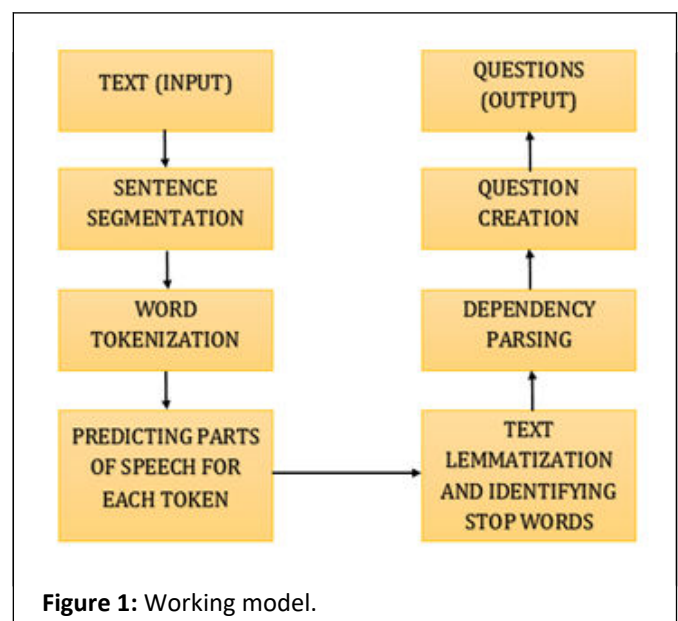 TEXT (INPUT)
SENTENCE
SEGMENTATION
WORD
TOKENIZATION
PREDICTING PARTS
OF SPEECH FOR
EACH TOKEN
TEXT
LEMMATIZATION
AND IDENTIFYING
STOP WORDS
DEPENDENCY
PARSING
QUESTION
CREATION
QUESTIONS
(OUTPUT)
Figure 1: Working model.